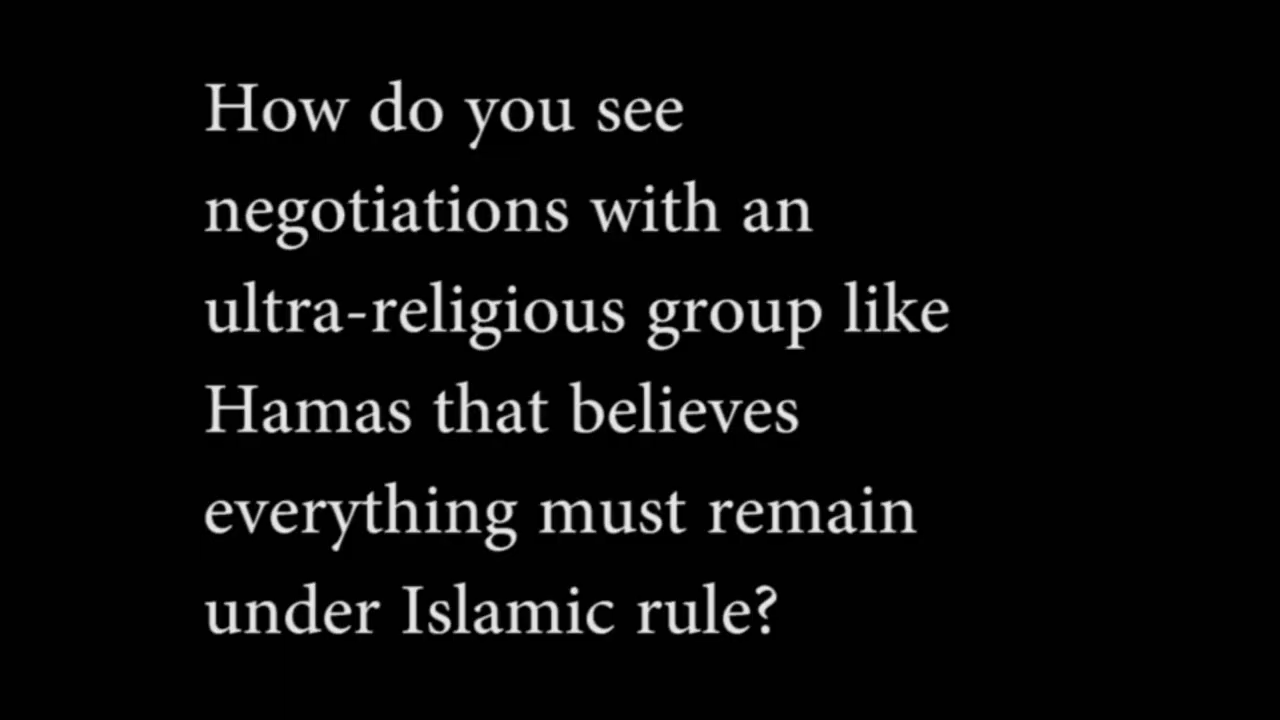 How do you see
negotiations with an
ultra-religious group like
Hamas that believes
everything must remain
under Islamic rule?